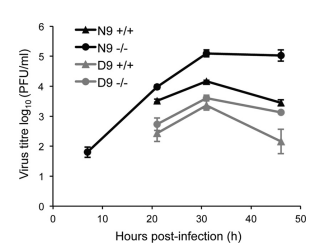 Virus titre log10 (PFU/ml)
6
5
4
3
2
1
0
N9 +/+
N9 -/-
D9 +/+
D9 -/-
0
10
20
30
40
50
Hours post-infection (h)